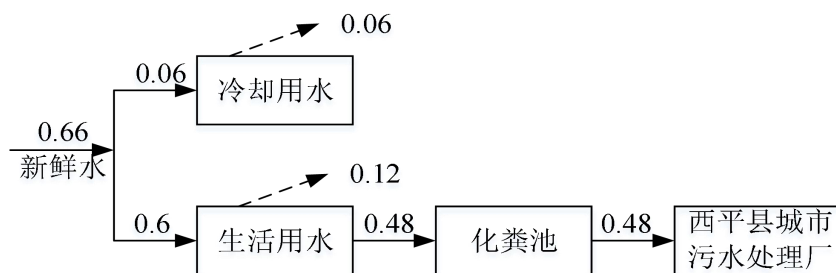 0.06
0.06
冷却用水
0.66
新鲜水
0.12
0.6
生活用水
0.48
化粪池
0.48
西平县城市
污水处理厂